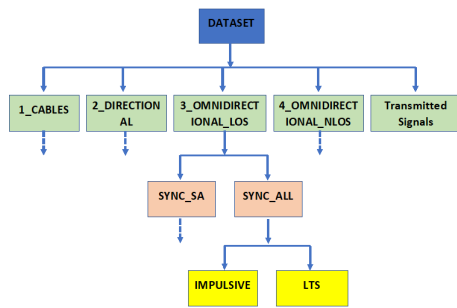 DATASET
1_CABLES
2_DIRECTION
AL
3_OMNIDIRECT
IONAL_LOS
4_OMNIDIRECT
IONAL_NLOS
Transmitted
Signals
SYNC_SA
SYNC_ALL
IMPULSIVE
LTS